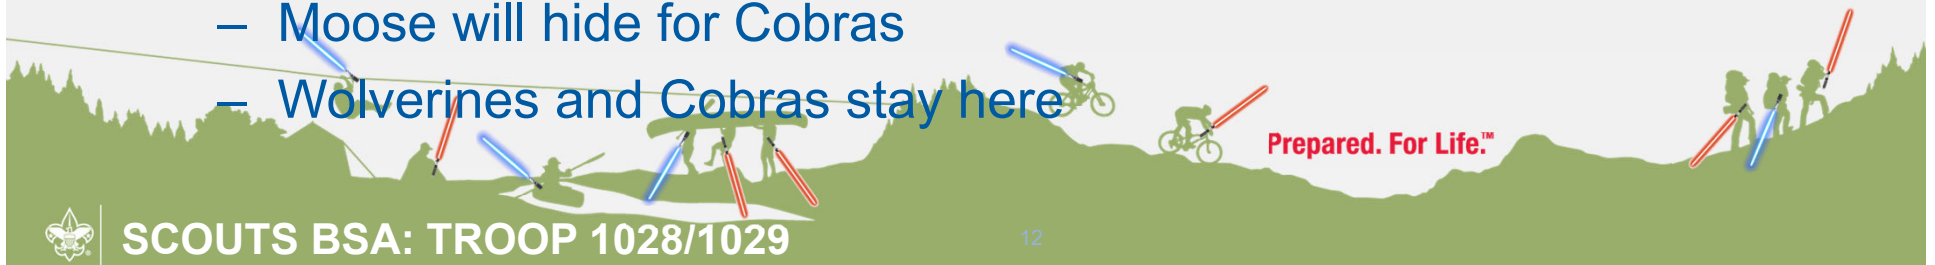 – Moose will hide for Cobras
– Wolverines and Cobras stay here
Prepared. For Life.™
SCOUTS BSA: TROOP 1028/1029
12